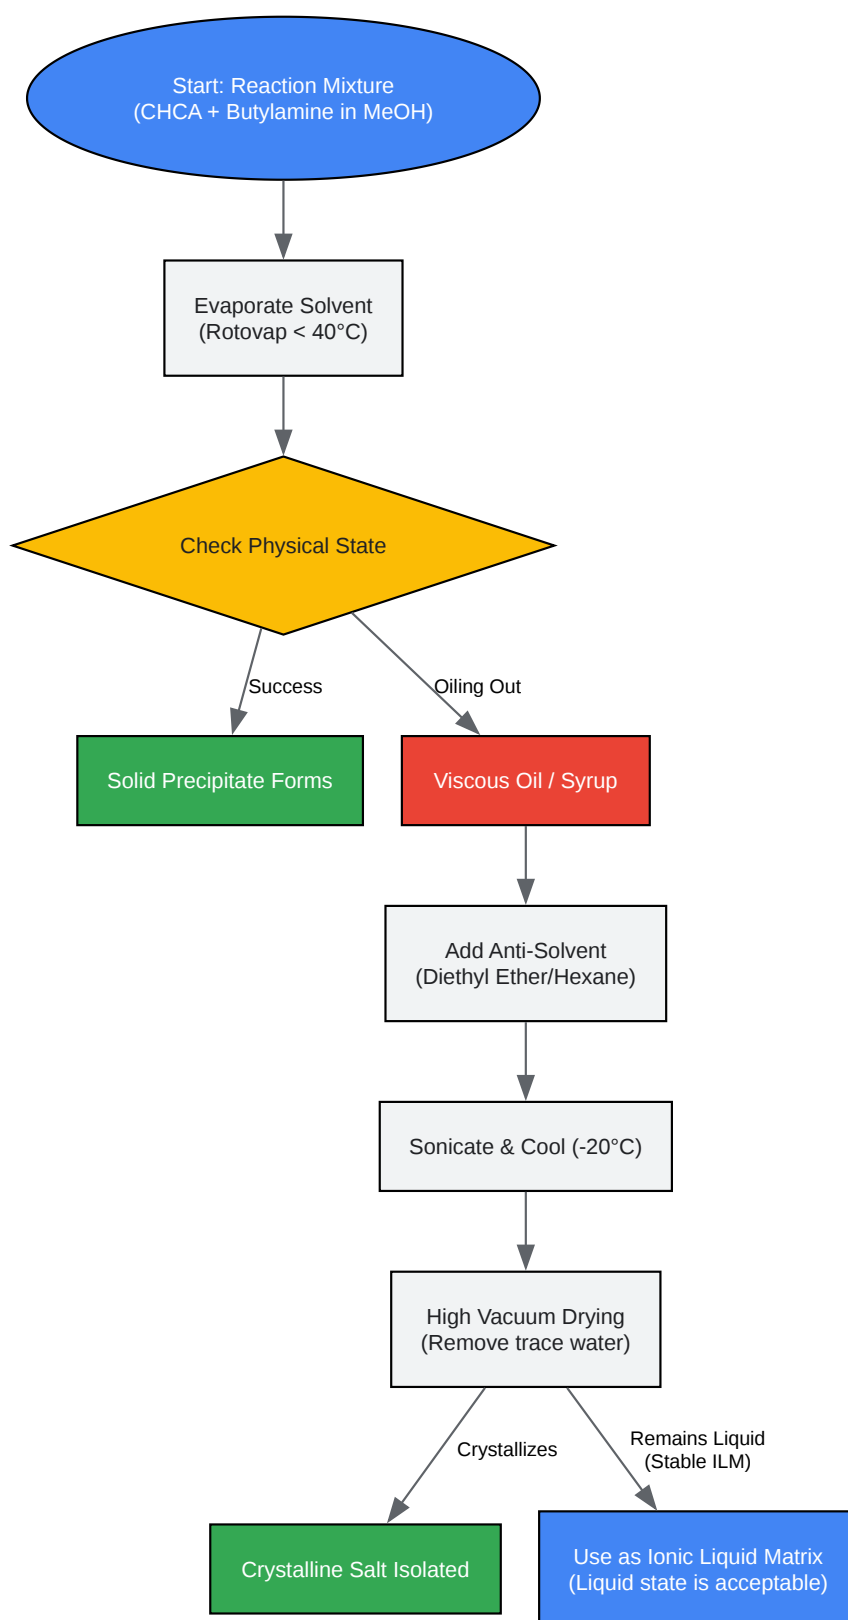 Start: Reaction Mixture
(CHCA + Butylamine in MeOH)
Evaporate Solvent
(Rotovap < 40°C)
Check Physical State
Success
Oiling Out
Solid Precipitate Forms
Viscous Oil / Syrup
Add Anti-Solvent
(Diethyl Ether/Hexane)
Sonicate & Cool (-20°C)
High Vacuum Drying
(Remove trace water)
Crystallizes
Remains Liquid
(Stable ILM)
Crystalline Salt Isolated
Use as Ionic Liquid Matrix
(Liquid state is acceptable)